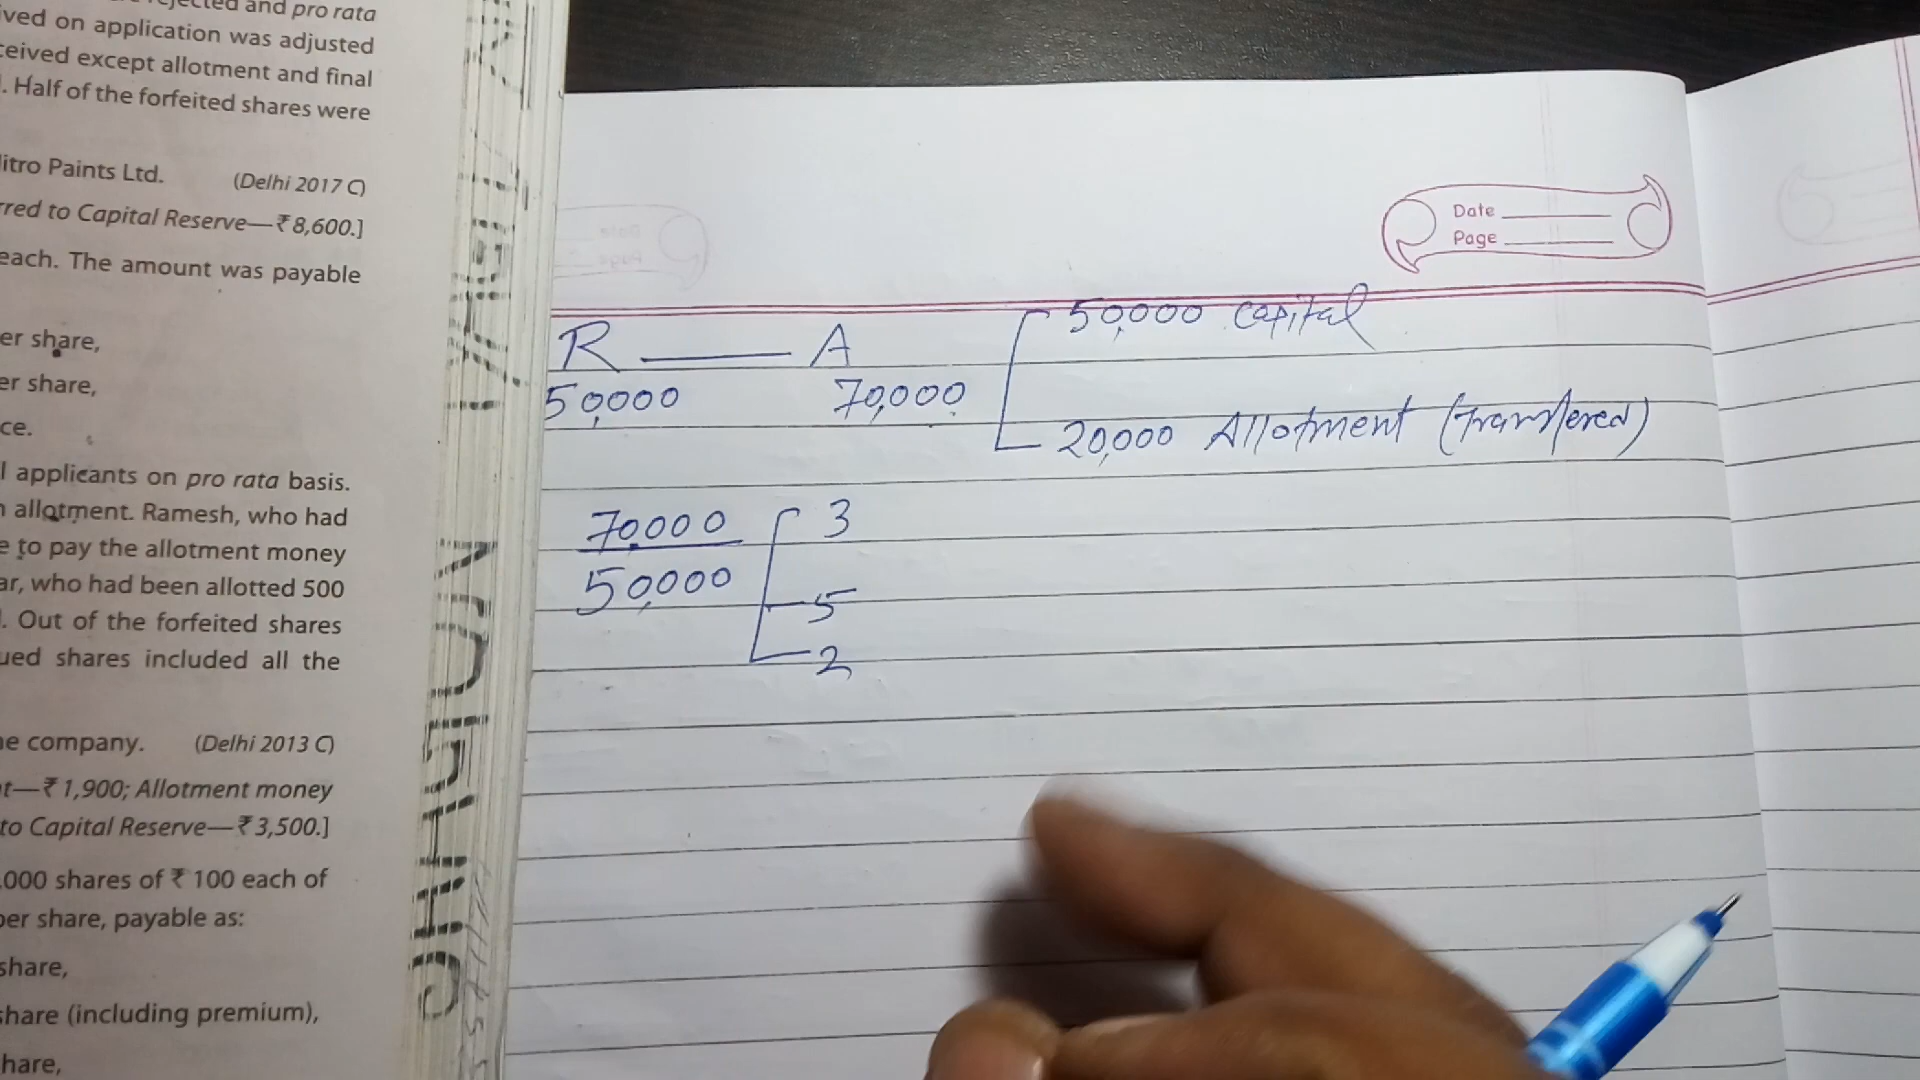 ected and pro rata
ved on application was adjusted
ceived except allotment and final
. Half of the forfeited shares were
itro Paints Ltd. (Delhi 2017 C)
rred to Capital Reserve—₹8,600.]
each. The amount was payable
er share,
er share,
ce.
l applicants on pro rata basis.
n allotment. Ramesh, who had
e to pay the allotment money
ar, who had been allotted 500
. Out of the forfeited shares
ued shares included all the
he company. (Delhi 2013 C)
t—₹1,900; Allotment money
to Capital Reserve—₹3,500.]
,000 shares of ₹100 each of
per share, payable as:
share,
share (including premium),
hare,
Date
Page
R — A
50,000 70,000
50,000 capital
20,000 Allotment (Transfered)
70,000 3
50,000 5
2